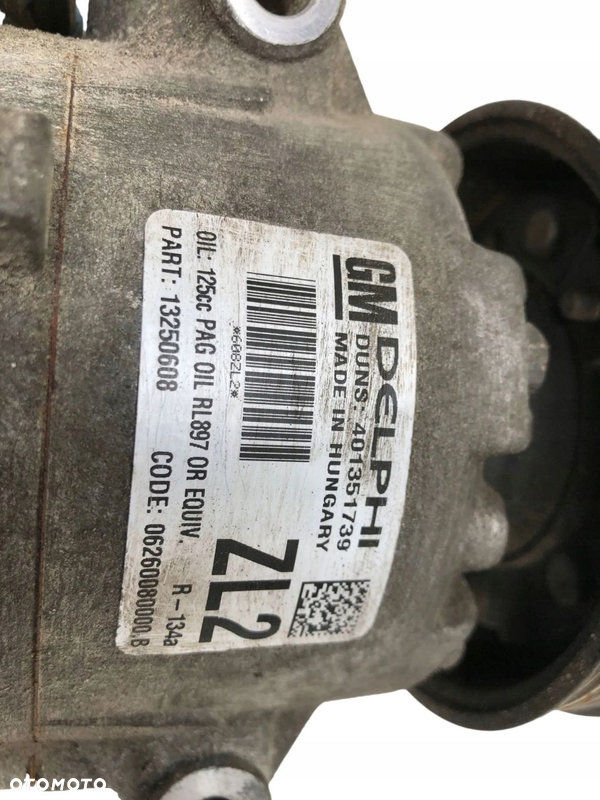 GM DELPHI
DUNS: 401351739
MADE IN HUNGARY
*608ZL2*
ZL2
OIL: 125cc PAG OIL RL897 OR EQUIV. R-134a
PART: 13250608 CODE: 06260080000.B
OTOMOTO